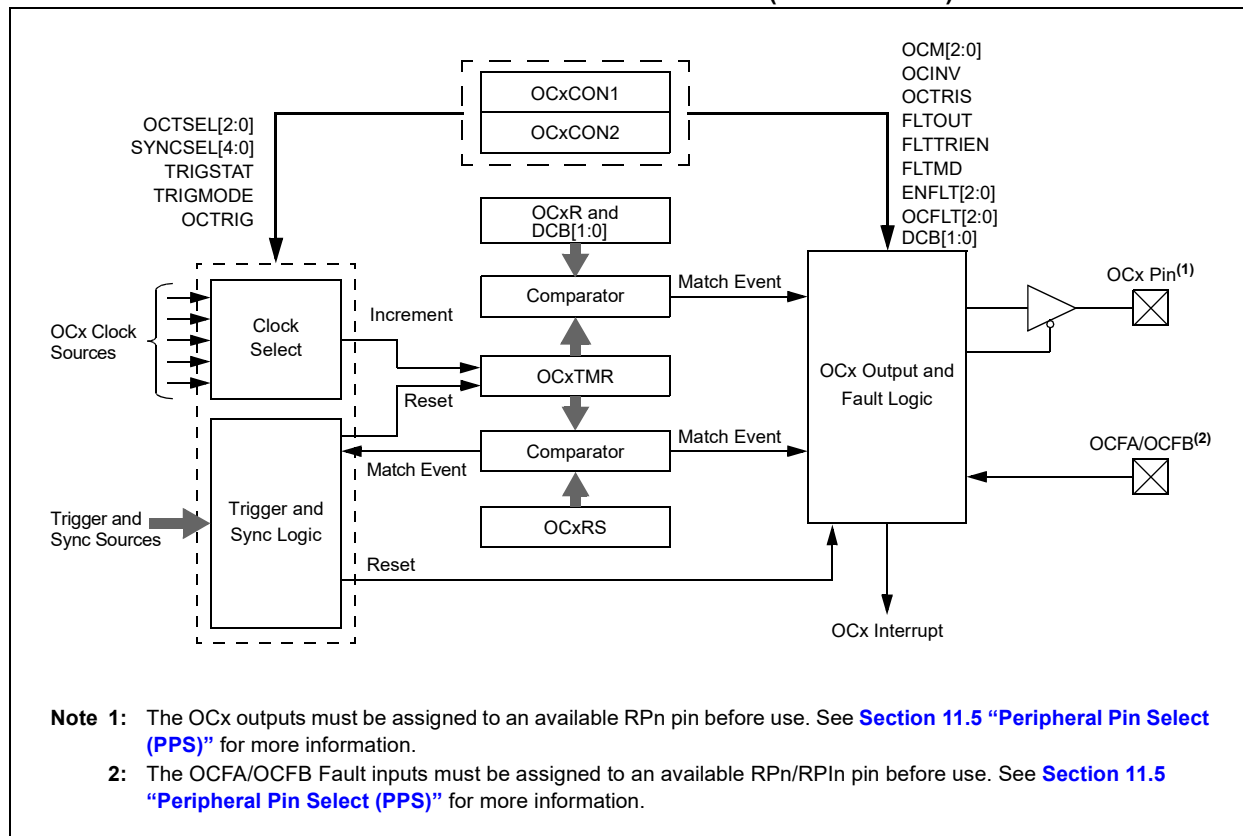 OCxCON1
OCxCON2
OCTSEL[2:0]
SYNCSEL[4:0]
TRIGSTAT
TRIGMODE
OCTRIG
OCM[2:0]
OCINV
OCTRIS
FLTOUT
FLTTRIEN
FLTMD
ENFLT[2:0]
OCFLT[2:0]
DCB[1:0]
OCxR and
DCB[1:0]
Comparator
Match Event
OCx Pin(1)
OCx Clock
Sources
Clock
Select
Increment
OCxTMR
Reset
OCx Output and
Fault Logic
Comparator
Match Event
Match Event
OCFA/OCFB(2)
Trigger and
Sync Sources
Trigger and
Sync Logic
OCxRS
Reset
OCx Interrupt
Note 1: The OCx outputs must be assigned to an available RPn pin before use. See Section 11.5 “Peripheral Pin Select
(PPS)” for more information.
2: The OCFA/OCFB Fault inputs must be assigned to an available RPn/RPIn pin before use. See Section 11.5
“Peripheral Pin Select (PPS)” for more information.